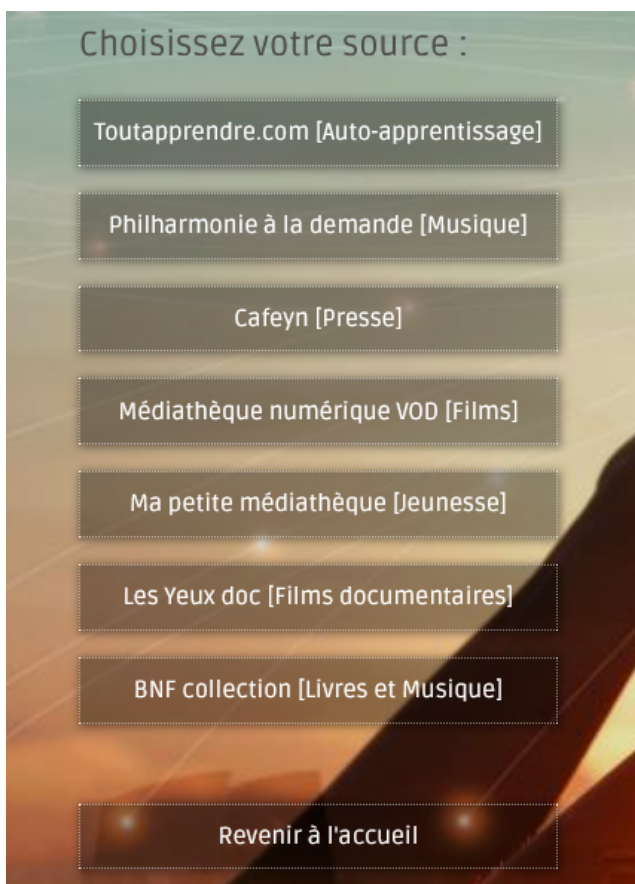 Choisissez votre source :
Toutapprendre.com [Auto-apprentissage]
Philharmonie à la demande [Musique]
Cafeyn [Presse]
Médiathèque numérique VOD [Films]
Ma petite médiathèque [Jeunesse]
Les Yeux doc [Films documentaires]
BNF collection [Livres et Musique]
Revenir à l'accueil